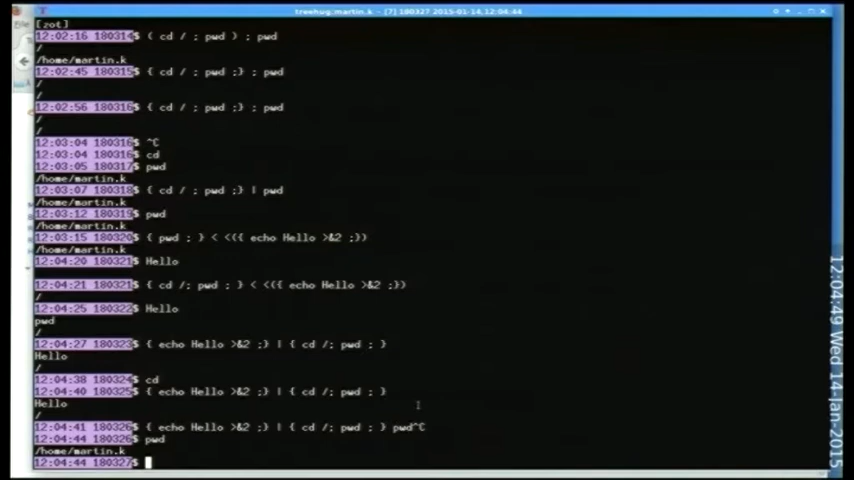 treehug:martin.k - [7] 180327 2015-01-14,12:04:44
File
[zot]
12:02:16 180314$ ( cd / ; pwd ) ; pwd
/
/home/martin.k
12:02:45 180315$ { cd / ; pwd ;} ; pwd
/
/
12:02:56 180316$ { cd / ; pwd ;} ; pwd
/
/
12:03:04 180316$ ^C
12:03:04 180316$ cd
12:03:05 180317$ pwd
/home/martin.k
12:03:07 180318$ { cd / ; pwd ;} | pwd
/home/martin.k
12:03:12 180319$ pwd
/home/martin.k
12:03:15 180320$ { pwd ; } < <({ echo Hello >&2 ;})
/home/martin.k
12:04:20 180321$ Hello
12:04:21 180321$ { cd /; pwd ; } < <({ echo Hello >&2 ;})
/
12:04:25 180322$ Hello
pwd
/
12:04:27 180323$ { echo Hello >&2 ;} | { cd /; pwd ; }
Hello
/
12:04:38 180324$ cd
12:04:40 180325$ { echo Hello >&2 ;} | { cd /; pwd ; }
Hello
/
12:04:41 180326$ { echo Hello >&2 ;} | { cd /; pwd ; } pwd^C
12:04:44 180326$ pwd
/home/martin.k
12:04:44 180327$
12:04:49 Wed 14-Jan-2015